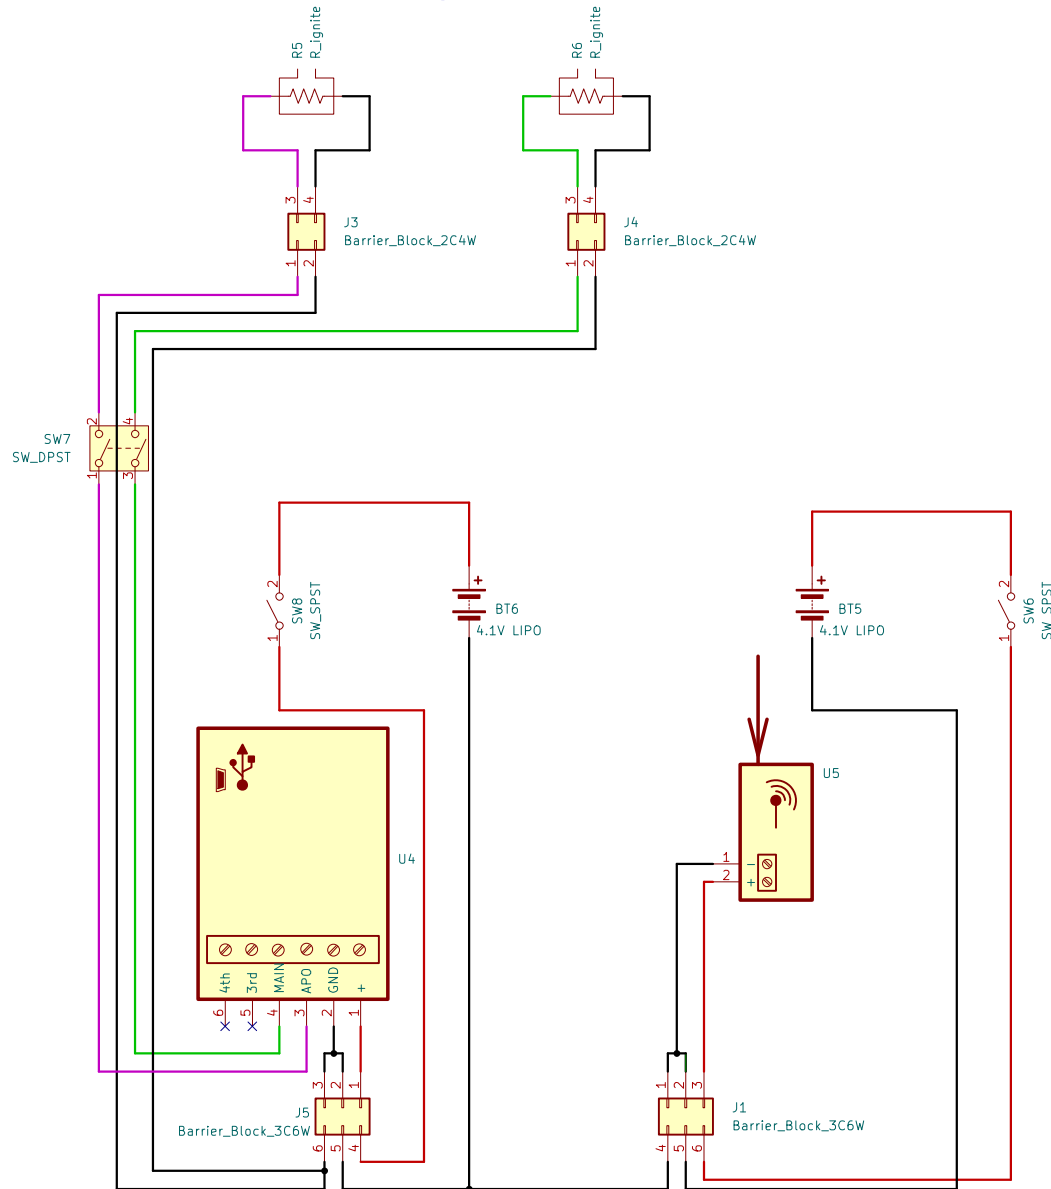 R5
R_ignite
R6
R_ignite
3
4
J3
Barrier_Block_2C4W
1
2
3
4
J4
Barrier_Block_2C4W
1
2
2
4
SW7
SW_DPST
1
3
2
SW8
SW_SPST
1
+
BT6
4.1V LIPO
+
BT5
4.1V LIPO
2
SW6
SW_SPST
1
U5
1
-
2
+
U4
4th
3rd
MAIN
APO
GND
+
6
5
4
3
2
1
3
2
1
J5
Barrier_Block_3C6W
6
5
4
1
2
3
J1
Barrier_Block_3C6W
4
5
6